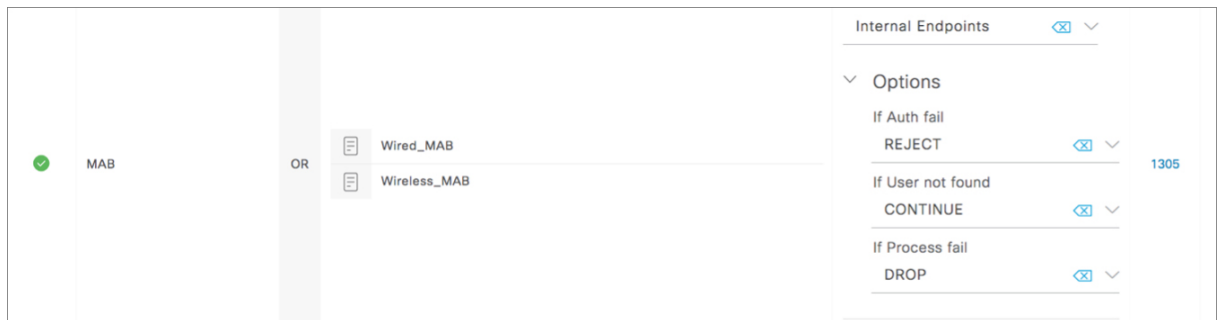 Internal Endpoints
Options
If Auth fail
REJECT
If User not found
CONTINUE
If Process fail
DROP
MAB
OR
Wired_MAB
Wireless_MAB
1305